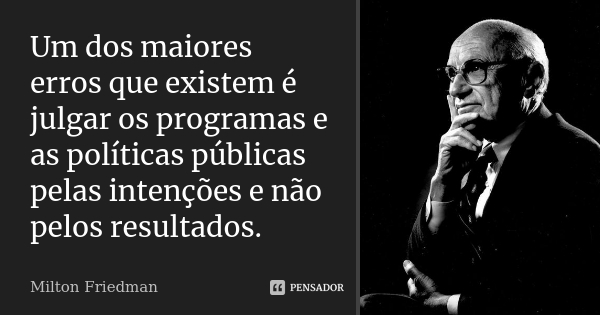 Um dos maiores
erros que existem é
julgar os programas e
as políticas públicas
pelas intenções e não
pelos resultados.
Milton Friedman
PENSADOR